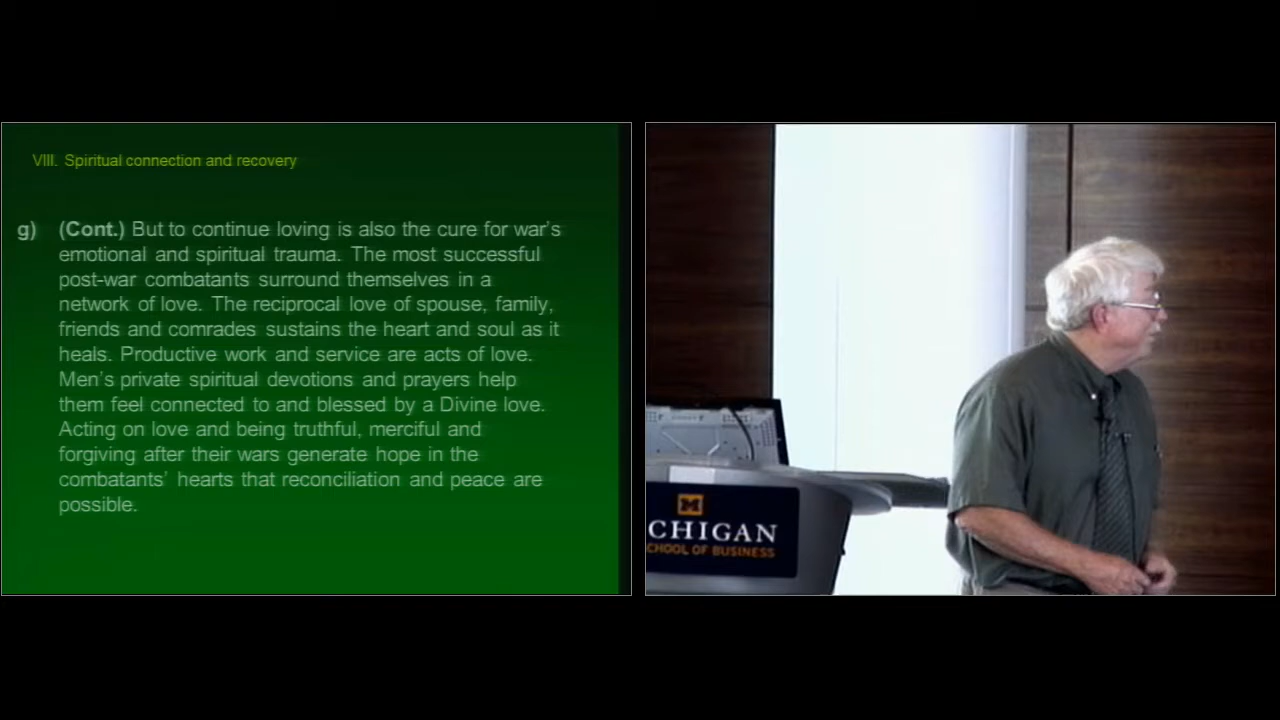 VIII. Spiritual connection and recovery
g) (Cont.) But to continue loving is also the cure for war's
emotional and spiritual trauma. The most successful
post-war combatants surround themselves in a
network of love. The reciprocal love of spouse, family,
friends and comrades sustains the heart and soul as it
heals. Productive work and service are acts of love.
Men's private spiritual devotions and prayers help
them feel connected to and blessed by a Divine love.
Acting on love and being truthful, merciful and
forgiving after their wars generate hope in the
combatants' hearts that reconciliation and peace are
possible.
M
CHIGAN
CHOOL OF BUSINESS